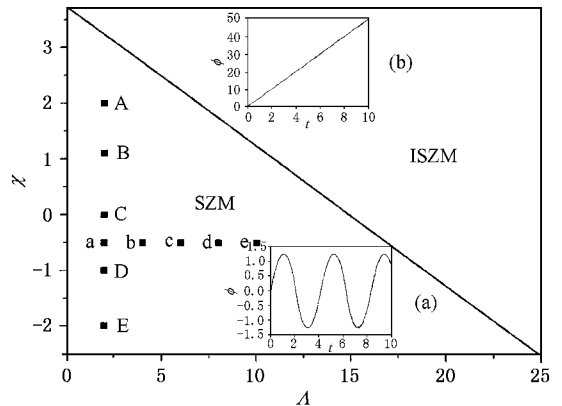 50
40
30
20
10
0
ϕ
0 2 4 6 8 10
t
(b)
3
2
1
0
-1
-2
χ
A
B
C
D
E
ISZM
SZM
a b c d e
1.5
1.0
0.5
0.0
-0.5
-1.0
-1.5
ϕ
0 2 4 6 8 10
t
(a)
0 5 10 15 20 25
Λ